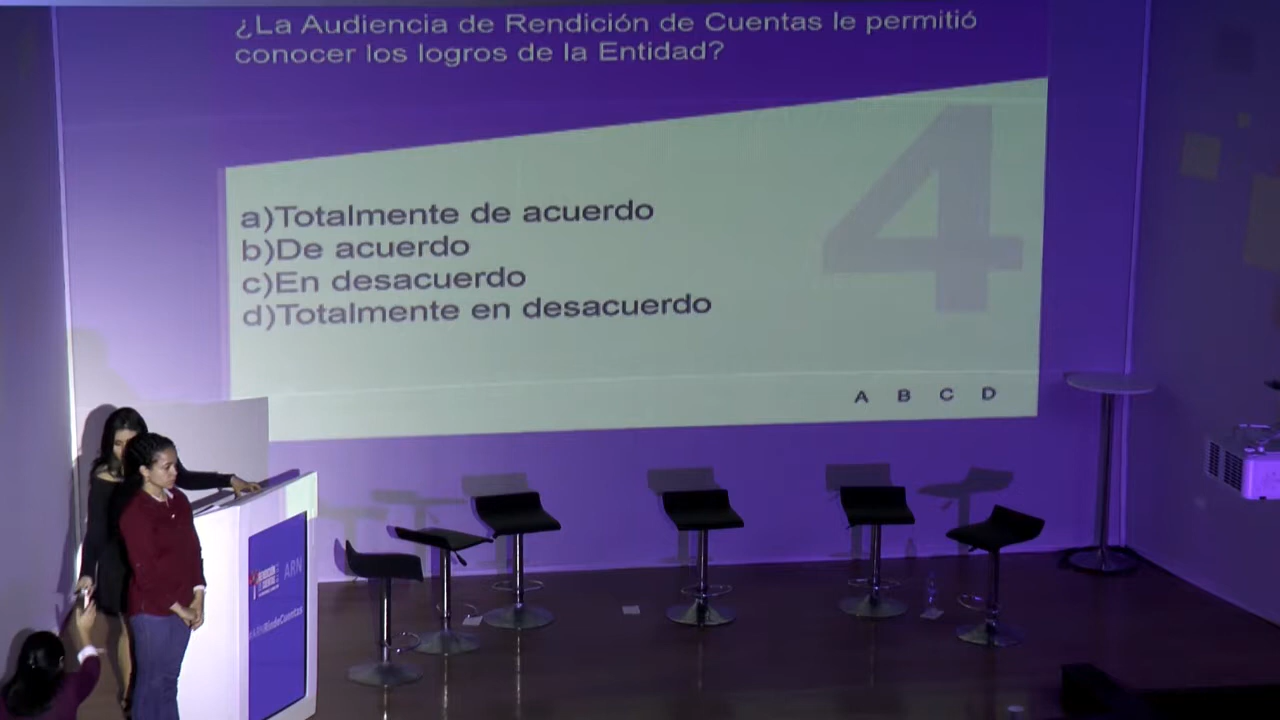 ¿La Audiencia de Rendición de Cuentas le permitió
conocer los logros de la Entidad?
4
a)Totalmente de acuerdo
b)De acuerdo
c)En desacuerdo
d)Totalmente en desacuerdo
A B C D
ARN
#ARNRindeCuentas